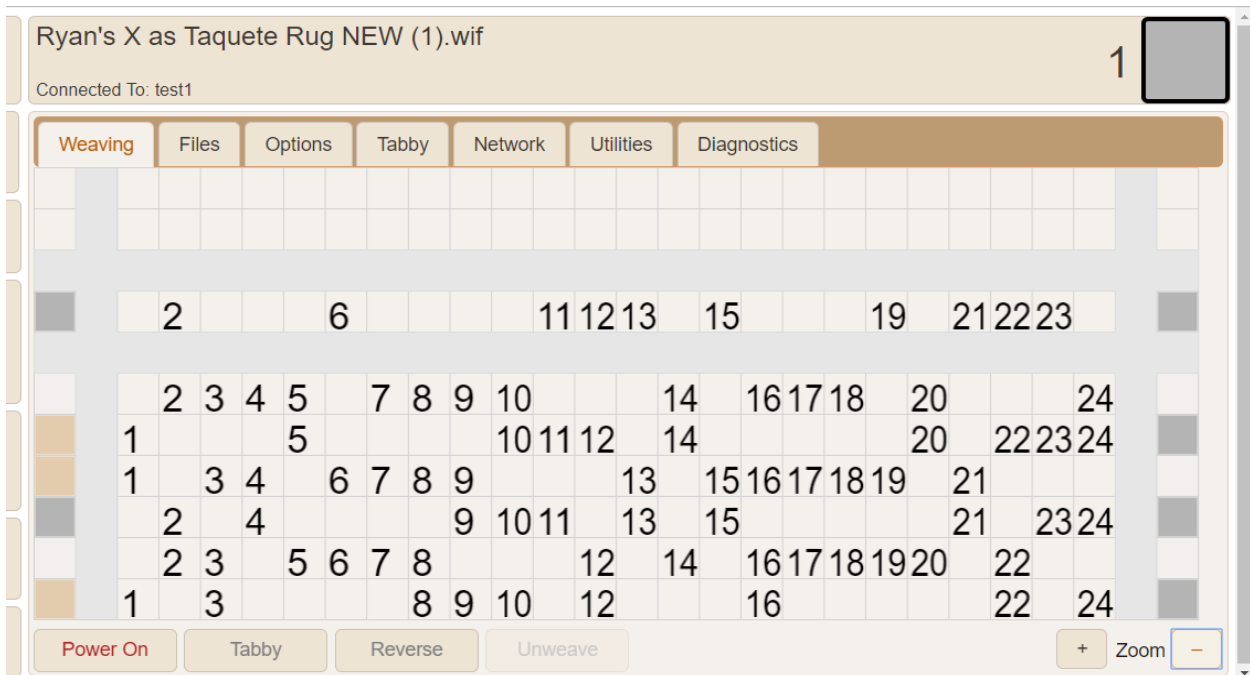 Ryan's X as Taquete Rug NEW (1).wif
1
Connected To: test1
Weaving Files Options Tabby Network Utilities Diagnostics
2 6 11 12 13 15 19 21 22 23
2 3 4 5 7 8 9 10 14 16 17 18 20 24
1 5 10 11 12 14 20 22 23 24
1 3 4 6 7 8 9 13 15 16 17 18 19 21
2 4 9 10 11 13 15 21 23 24
2 3 5 6 7 8 12 14 16 17 18 19 20 22
1 3 8 9 10 12 16 22 24
Power On Tabby Reverse Unweave + Zoom −